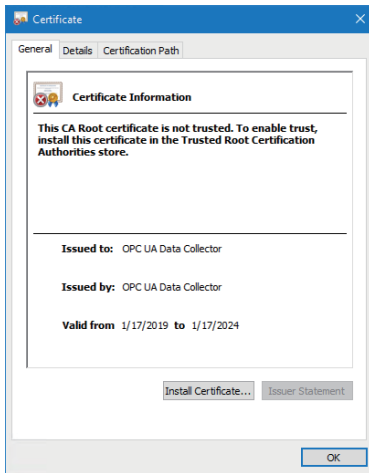 Certificate
General Details Certification Path
Certificate Information
This CA Root certificate is not trusted. To enable trust,
install this certificate in the Trusted Root Certification
Authorities store.
Issued to: OPC UA Data Collector
Issued by: OPC UA Data Collector
Valid from 1/17/2019 to 1/17/2024
Install Certificate... Issuer Statement
OK